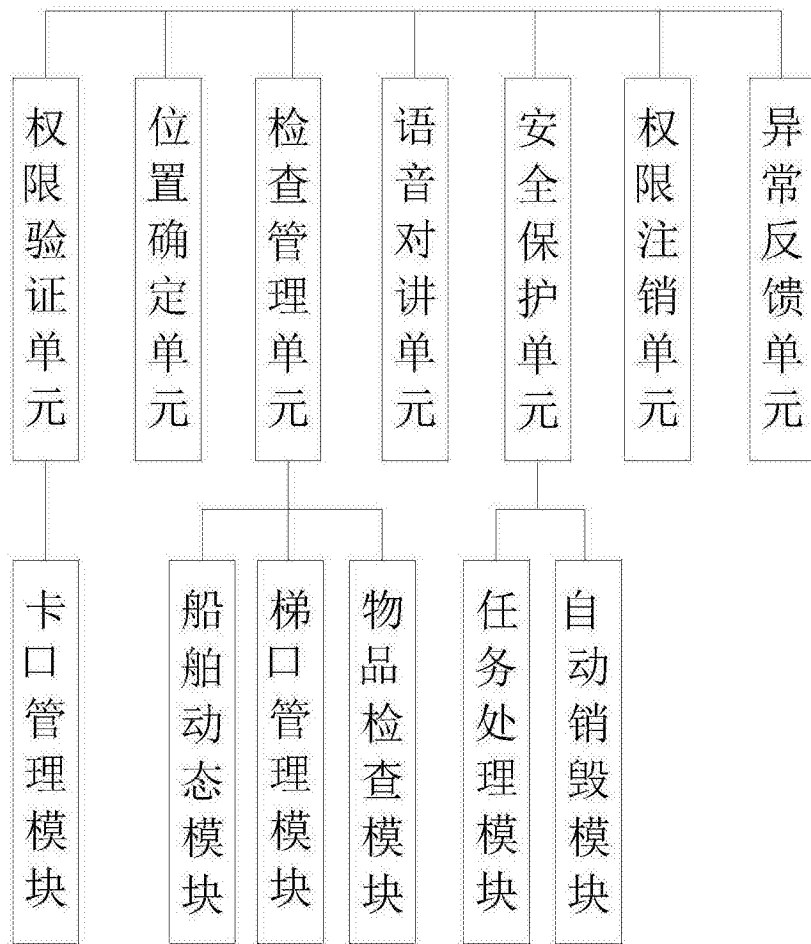 权限验证单元
位置确定单元
检查管理单元
语音对讲单元
安全保护单元
权限注销单元
异常反馈单元
卡口管理模块
船舶动态模块
梯口管理模块
物品检查模块
任务处理模块
自动销毁模块